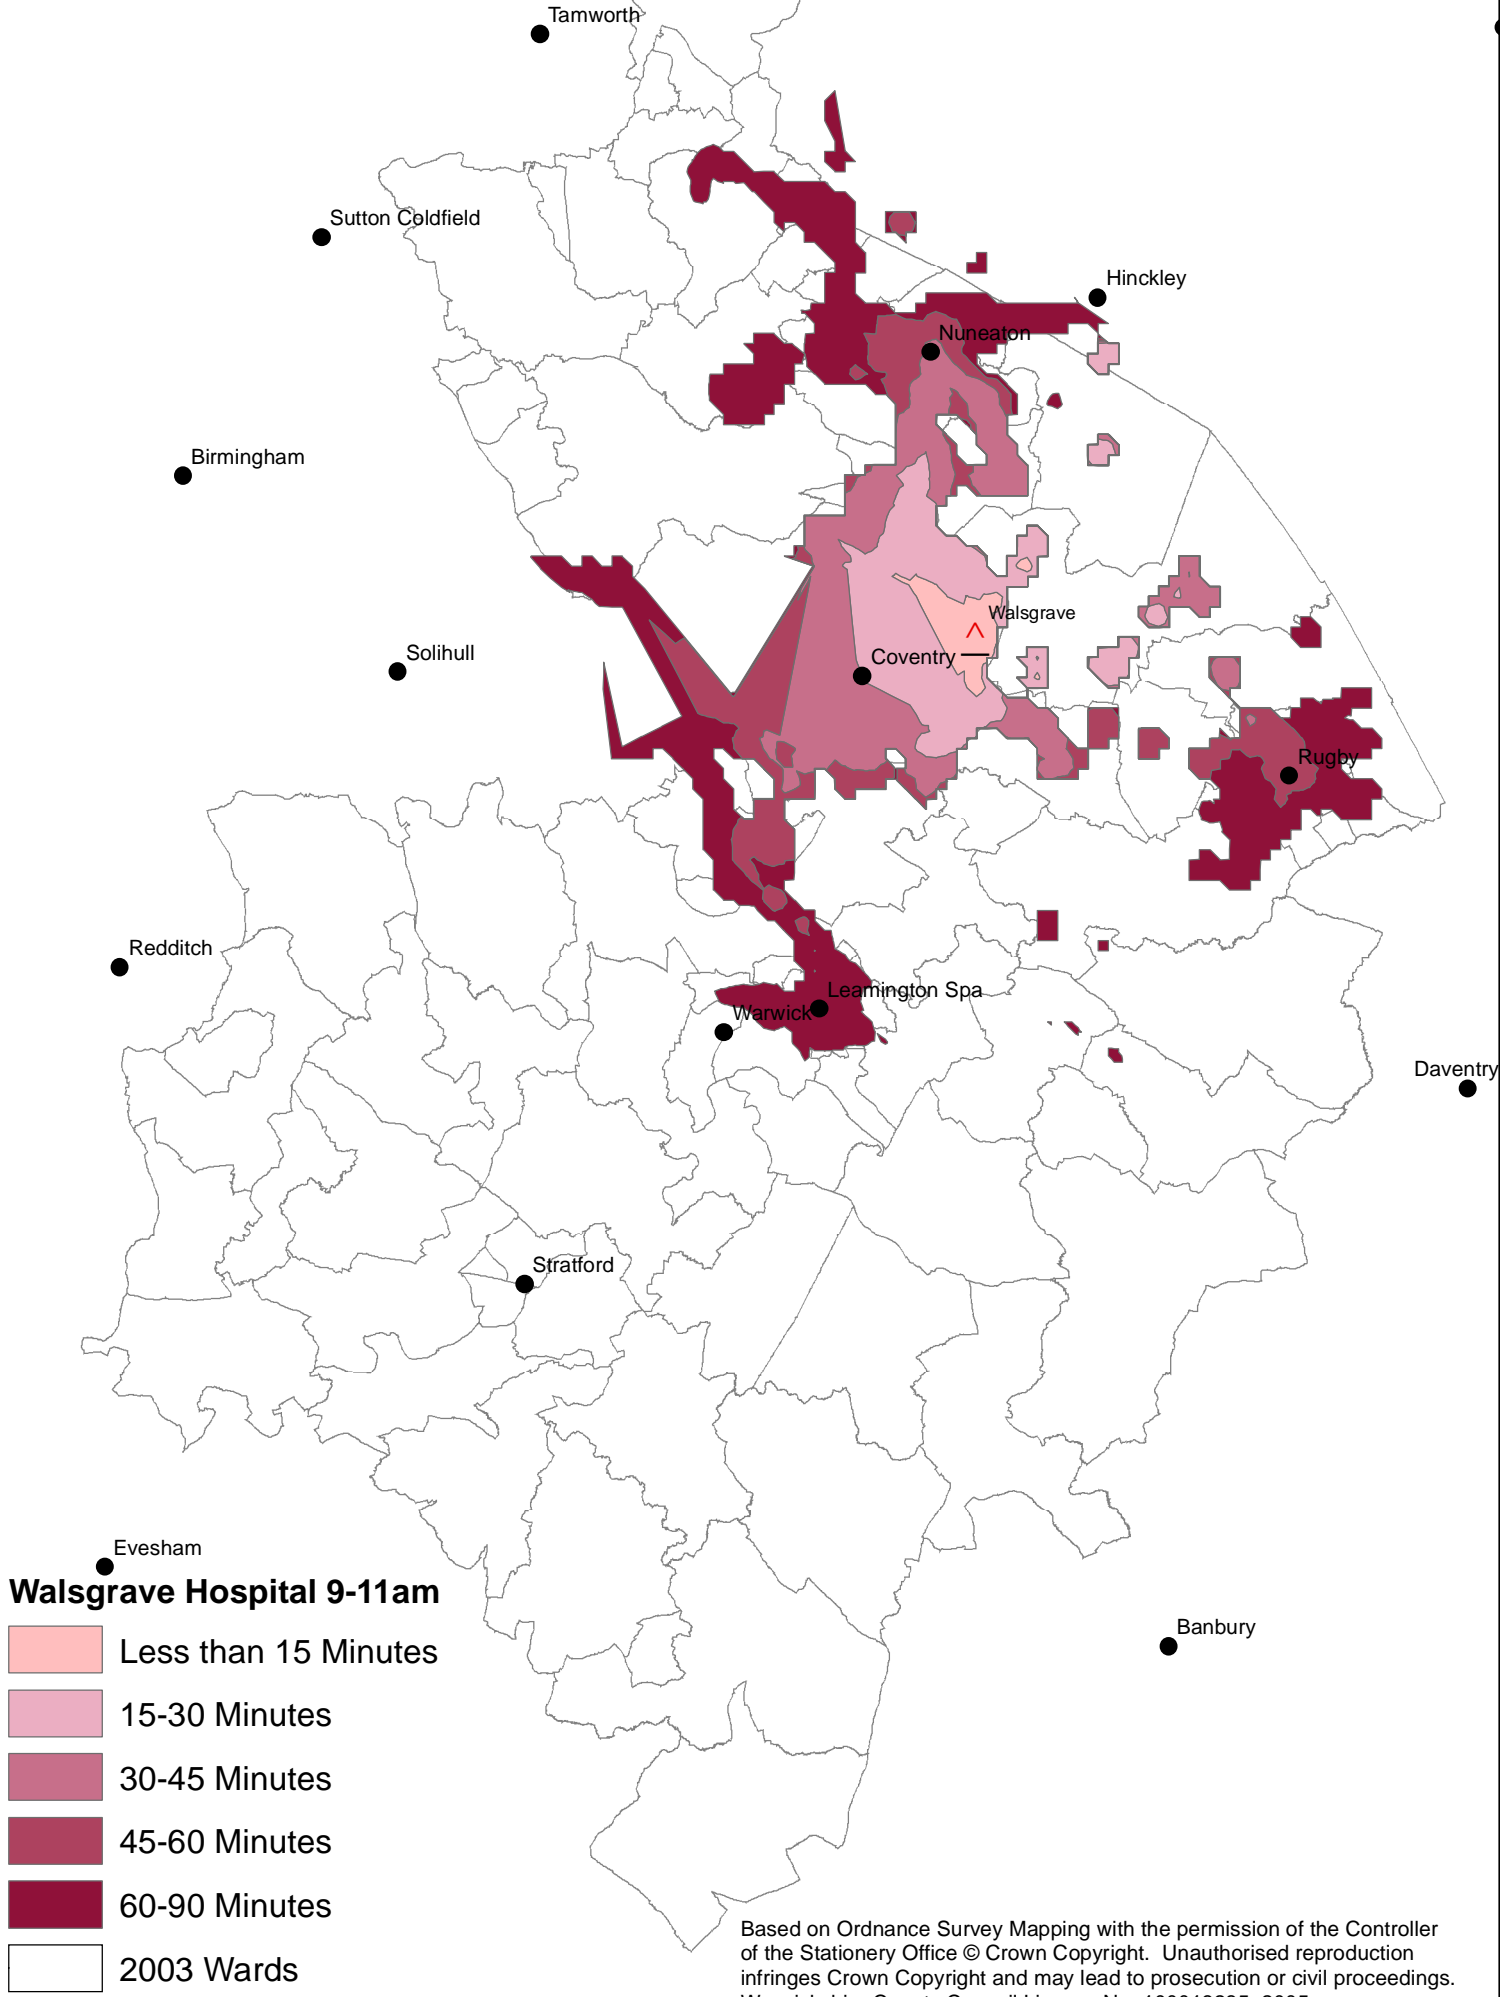 Tamworth
Sutton Coldfield
Hinckley
Nuneaton
Birmingham
Walsgrave
Solihull
Coventry
Rugby
Redditch
Leamington Spa
Warwick
Daventry
Stratford
Evesham
Walsgrave Hospital 9-11am
Less than 15 Minutes
Banbury
15-30 Minutes
30-45 Minutes
45-60 Minutes
60-90 Minutes
2003 Wards
Based on Ordnance Survey Mapping with the permission of the Controller
of the Stationery Office © Crown Copyright. Unauthorised reproduction
infringes Crown Copyright and may lead to prosecution or civil proceedings.